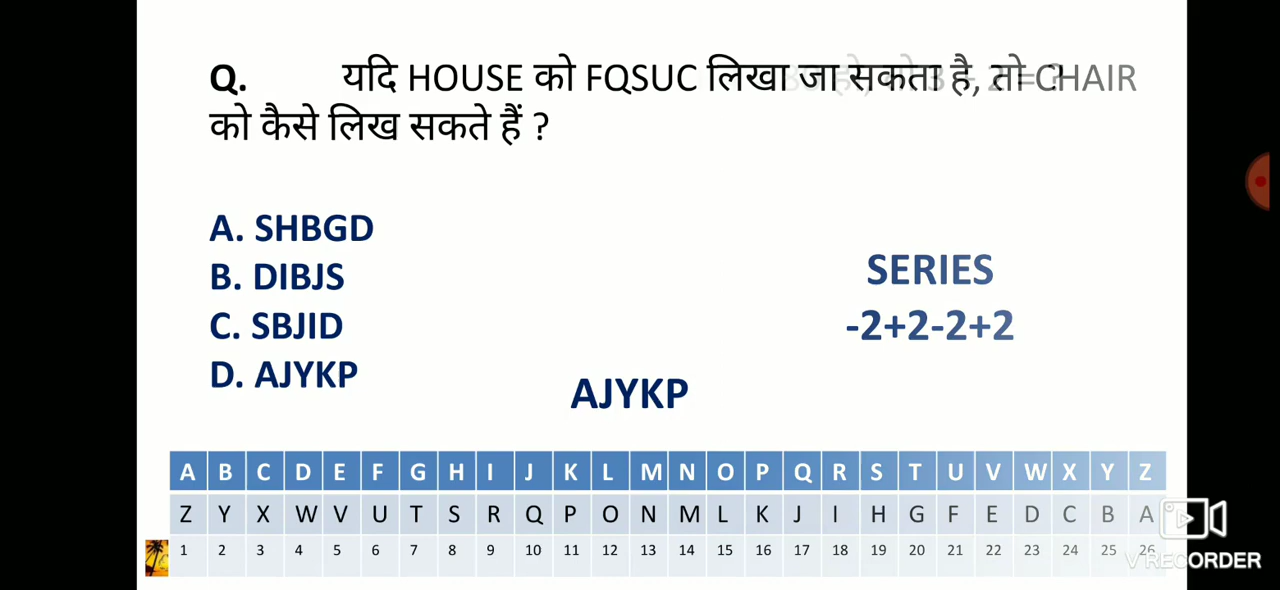 Q. यदि HOUSE को FQSUC लिखा जा सकता है, तो CHAIR
को कैसे लिख सकते हैं ?
A. SHBGD
B. DIBJS
C. SBJID
D. AJYKP
SERIES
-2+2-2+2
AJYKP
A B C D E F G H I J K L M N O P Q R S T U V W X Y Z
Z Y X W V U T S R Q P O N M L K J I H G F E D C B A
1 2 3 4 5 6 7 8 9 10 11 12 13 14 15 16 17 18 19 20 21 22 23 24 25 26
V RECORDER